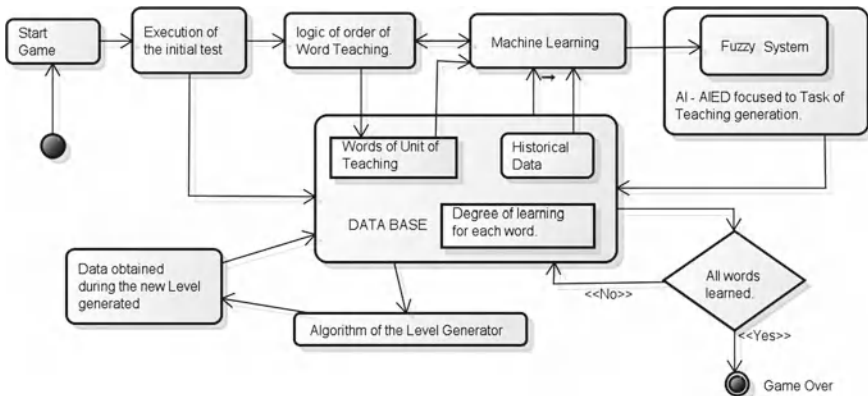 Start
Game
Execution of
the initial test
logic of order of
Word Teaching.
Machine Learning
Fuzzy System
AI - AIED focused to Task of
Teaching generation.
Words of Unit of
Teaching
Historical
Data
DATA BASE
Degree of learning
for each word.
Data obtained
during the new Level
generated
Algorithm of the Level Generator
All words
learned.
<<No>>
<<Yes>>
Game Over